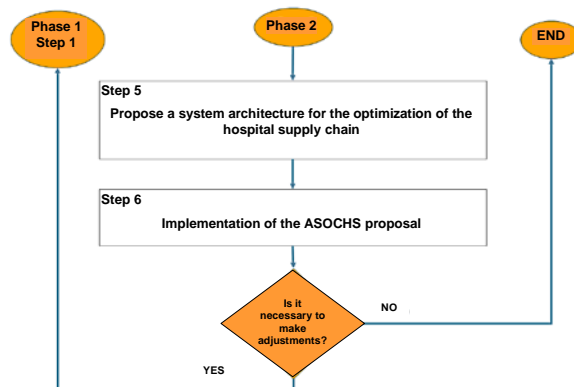 Phase 1
Step 1
Phase 2
END
Step 5
Propose a system architecture for the optimization of the
hospital supply chain
Step 6
Implementation of the ASOCHS proposal
Is it
necessary to
make
adjustments?
NO
YES